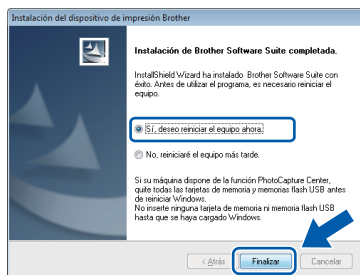 Instalación del dispositivo de impresión Brother
Instalación de Brother Software Suite completada.
InstallShield Wizard ha instalado Brother Software Suite con
éxito. Antes de utilizar el programa, es necesario reiniciar el
equipo.
Sí, deseo reiniciar el equipo ahora.
No, reiniciaré el equipo más tarde.
Si su máquina dispone de la función PhotoCapture Center,
quite todas las tarjetas de memoria y memorias flash USB antes
de reiniciar Windows.
No inserte ninguna tarjeta de memoria ni memoria flash USB
hasta que se haya cargado Windows.
< Atrás Finalizar Cancelar